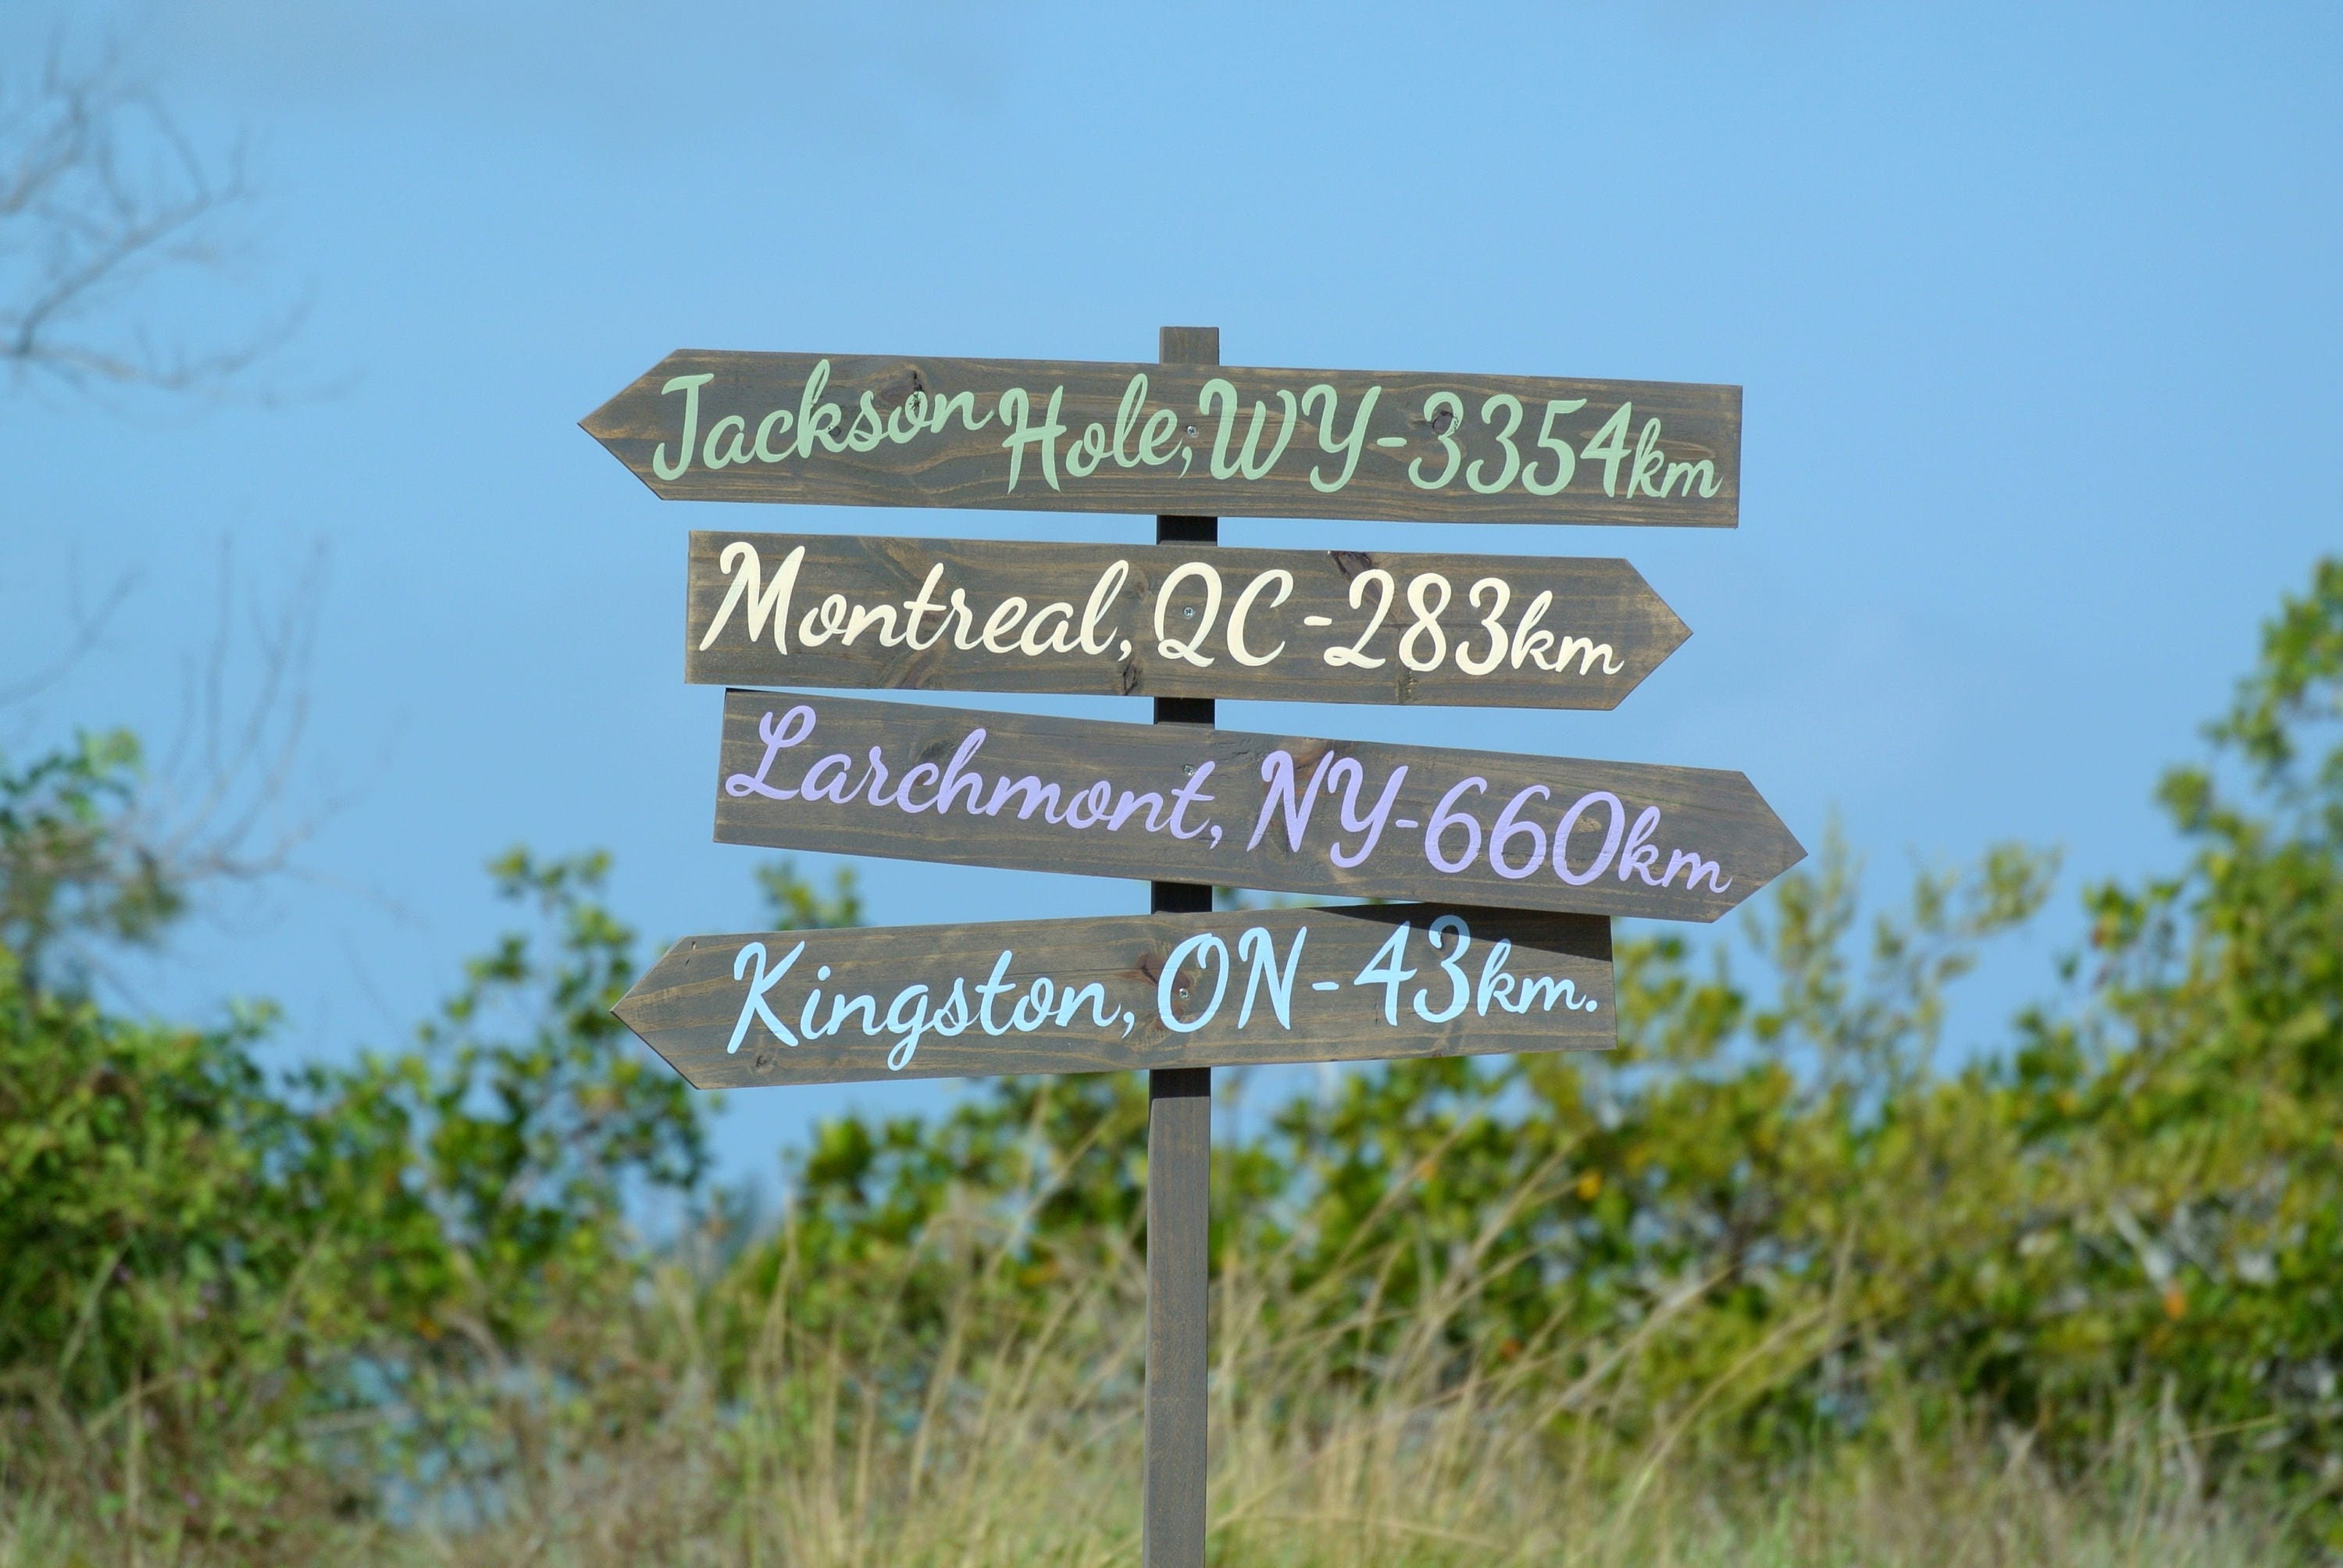 Jackson Hole, WY-3354km
Montreal, QC-283km
Larchmont, NY-660km
Kingston, ON-43km.